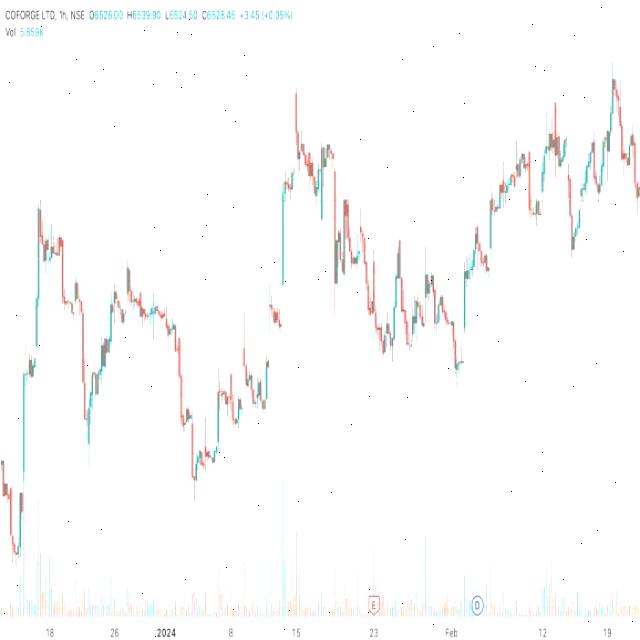 COFORGE LTD, 1h, NSE O6526.00 H6539.90 L6504.50 C6528.45 +3.45 (+0.05%)
Vol 5.859K
E D
18 26 2024 8 15 23 Feb 12 19